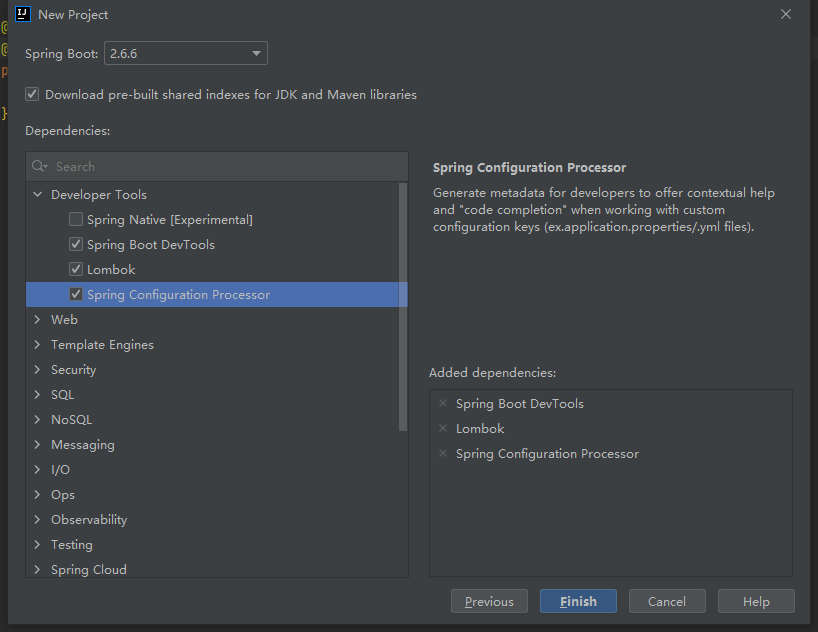 New Project
Spring Boot: 2.6.6
Download pre-built shared indexes for JDK and Maven libraries
Dependencies:
Search
Developer Tools
Spring Native [Experimental]
Spring Boot DevTools
Lombok
Spring Configuration Processor
Web
Template Engines
Security
SQL
NoSQL
Messaging
I/O
Ops
Observability
Testing
Spring Cloud
Spring Configuration Processor
Generate metadata for developers to offer contextual help
and "code completion" when working with custom
configuration keys (ex.application.properties/.yml files).
Added dependencies:
Spring Boot DevTools
Lombok
Spring Configuration Processor
Previous
Finish
Cancel
Help